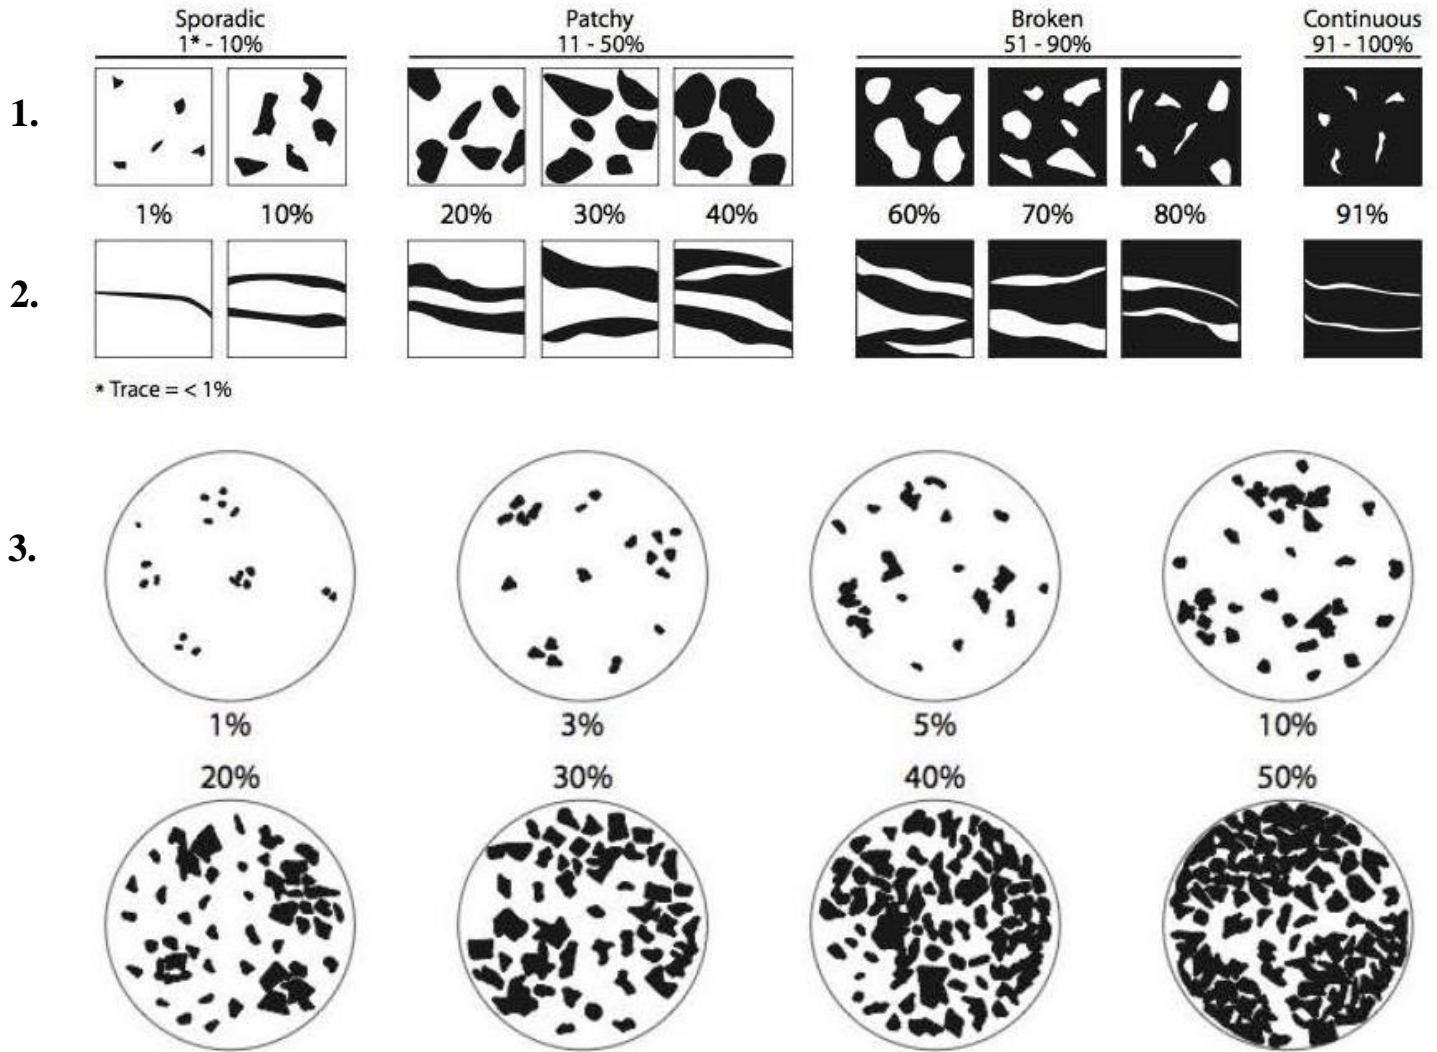 Sporadic
1* - 10%
Patchy
11 - 50%
Broken
51 - 90%
Continuous
91 - 100%
1.
1%
10%
20%
30%
40%
60%
70%
80%
91%
2.
* Trace = < 1%
3.
1%
3%
5%
10%
20%
30%
40%
50%